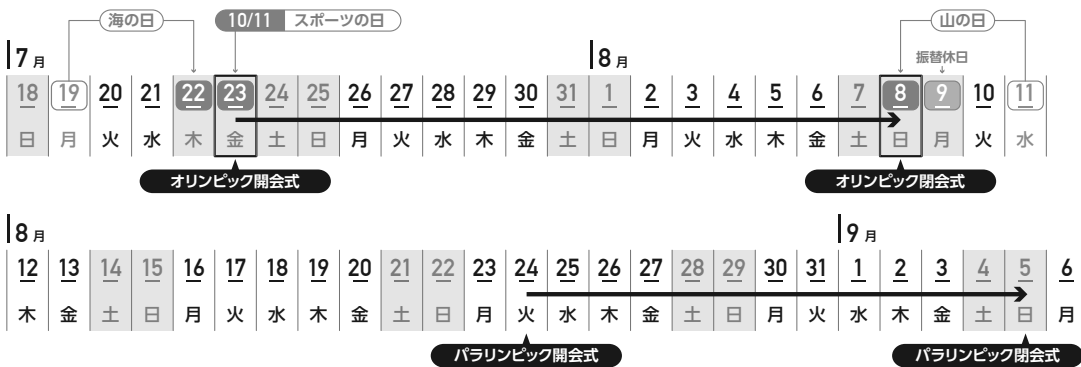 海の日 10/11 スポーツの日 山の日
7月 8月 振替休日
18 19 20 21 22 23 24 25 26 27 28 29 30 31 1 2 3 4 5 6 7 8 9 10 11
日 月 火 水 木 金 土 日 月 火 水 木 金 土 日 月 火 水 木 金 土 日 月 火 水
オリンピック開会式 オリンピック閉会式
8月 9月
12 13 14 15 16 17 18 19 20 21 22 23 24 25 26 27 28 29 30 31 1 2 3 4 5 6
木 金 土 日 月 火 水 木 金 土 日 月 火 水 木 金 土 日 月 火 水 木 金 土 日 月
パラリンピック開会式 パラリンピック閉会式